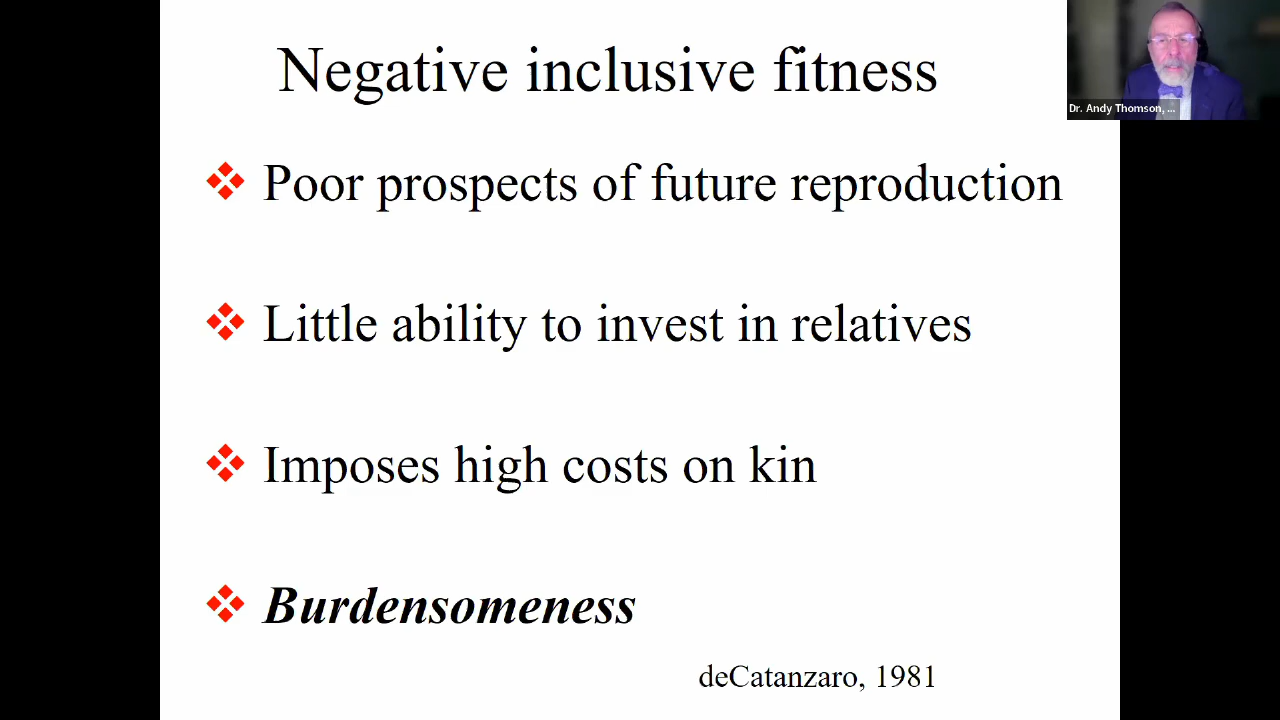 Negative inclusive fitness
Dr. Andy Thomson, ...
Poor prospects of future reproduction
Little ability to invest in relatives
Imposes high costs on kin
Burdensomeness
deCatanzaro, 1981